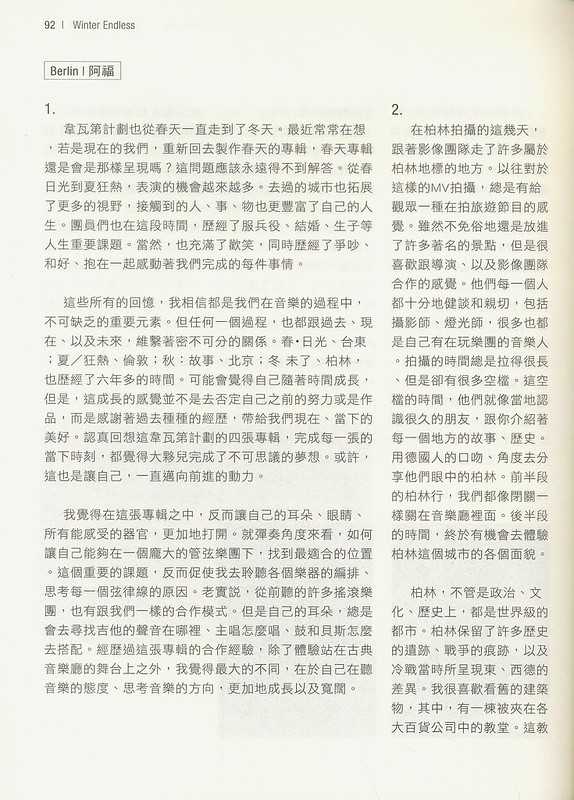 92 | Winter Endless
Berlin | 阿福
1.
韋瓦第計劃也從春天一直走到了冬天。最近常常在想
，若是現在的我們，重新回去製作春天的專輯，春天專輯
還是會是那樣呈現嗎？這問題應該永遠得不到解答。從春
日光到夏狂熱，表演的機會越來越多。去過的城市也拓展
了更多的視野，接觸到的人、事、物也更豐富了自己的人
生。團員們也在這段時間，歷經了服兵役、結婚、生子等
人生重要課題。當然，也充滿了歡笑，同時歷經了爭吵、
和好、抱在一起感動著我們完成的每件事情。
這些所有的回憶，我相信都是我們在音樂的過程中，
不可缺乏的重要元素。但任何一個過程，也都跟過去、現
在、以及未來，維繫著密不可分的關係。春•日光、台東
；夏／狂熱、倫敦；秋：故事、北京；冬 未了、柏林，
也歷經了六年多的時間。可能會覺得自己隨著時間成長，
但是，這成長的感覺並不是去否定自己之前的努力或是作
品，而是感謝著過去種種的經歷，帶給我們現在、當下的
美好。認真回想這韋瓦第計劃的四張專輯，完成每一張的
當下時刻，都覺得大夥兒完成了不可思議的夢想。或許，
這也是讓自己，一直邁向前進的動力。
我覺得在這張專輯之中，反而讓自己的耳朵、眼睛、
所有能感受的器官，更加地打開。就彈奏角度來看，如何
讓自己能夠在一個龐大的管弦樂團下，找到最適合的位置
。這個重要的課題，反而促使我去聆聽各個樂器的編排、
思考每一個弦律線的原因。老實說，從前聽的許多搖滾樂
團，也有跟我們一樣的合作模式。但是自己的耳朵，總是
會去尋找吉他的聲音在哪裡、主唱怎麼唱、鼓和貝斯怎麼
去搭配。經歷過這張專輯的合作經驗，除了體驗站在古典
音樂廳的舞台上之外，我覺得最大的不同，在於自己在聽
音樂的態度、思考音樂的方向，更加地成長以及寬闊。
2.
在柏林拍攝的這幾天，
跟著影像團隊走了許多屬於
柏林地標的地方。以往對於
這樣的MV拍攝，總是有給
觀眾一種在拍旅遊節目的感
覺。雖然不免俗地還是放進
了許多著名的景點，但是很
喜歡跟導演、以及影像團隊
合作的感覺。他們每一個人
都十分地健談和親切，包括
攝影師、燈光師，很多也都
是自己有在玩樂團的音樂人
。拍攝的時間總是拉得很長
、但是卻有很多空檔。這空
檔的時間，他們就像當地認
識很久的朋友，跟你介紹著
每一個地方的故事、歷史。
用德國人的口吻、角度去分
享他們眼中的柏林。前半段
的柏林行，我們都像閉關一
樣關在音樂廳裡面。後半段
的時間，終於有機會去體驗
柏林這個城市的各個面貌。
柏林，不管是政治、文
化、歷史上，都是世界級的
都市。柏林保留了許多歷史
的遺跡、戰爭的痕跡，以及
冷戰當時所呈現東、西德的
差異。我很喜歡看舊的建築
物，其中，有一棟被夾在各
大百貨公司中的教堂。這教